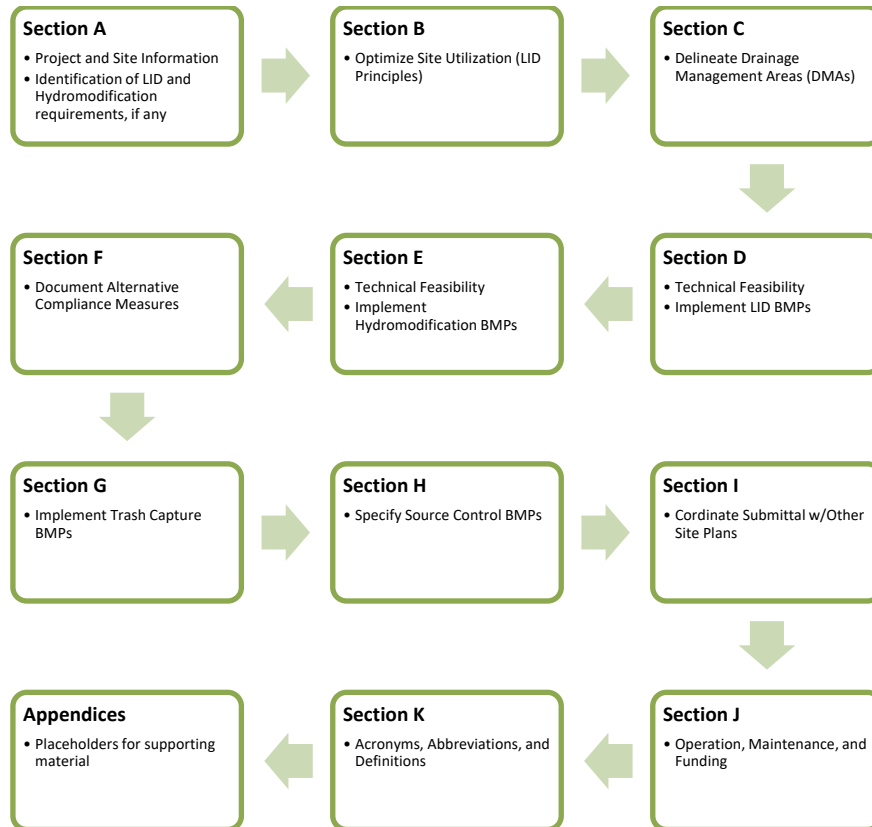 Section A
• Project and Site Information
• Identification of LID and
Hydromodification
requirements, if any
Section B
• Optimize Site Utilization (LID
Principles)
Section C
• Delineate Drainage
Management Areas (DMAs)
Section D
• Technical Feasibility
• Implement LID BMPs
Section E
• Technical Feasibility
• Implement
Hydromodification BMPs
Section F
• Document Alternative
Compliance Measures
Section G
• Implement Trash Capture
BMPs
Section H
• Specify Source Control BMPs
Section I
• Cordinate Submittal w/Other
Site Plans
Section J
• Operation, Maintenance, and
Funding
Section K
• Acronyms, Abbreviations, and
Definitions
Appendices
• Placeholders for supporting
material